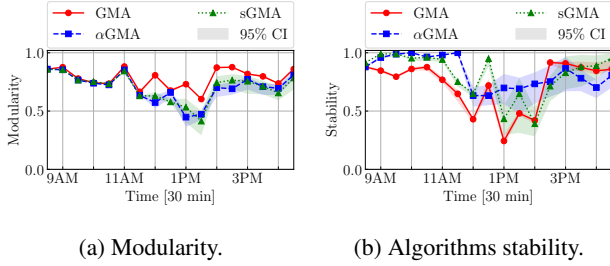 GMA
αGMA
sGMA
95% CI
1.0
0.5
0.0
Modularity
9AM
11AM
1PM
3PM
Time [30 min]
(a) Modularity.
GMA
αGMA
sGMA
95% CI
1.0
0.5
0.0
Stability
9AM
11AM
1PM
3PM
Time [30 min]
(b) Algorithms stability.